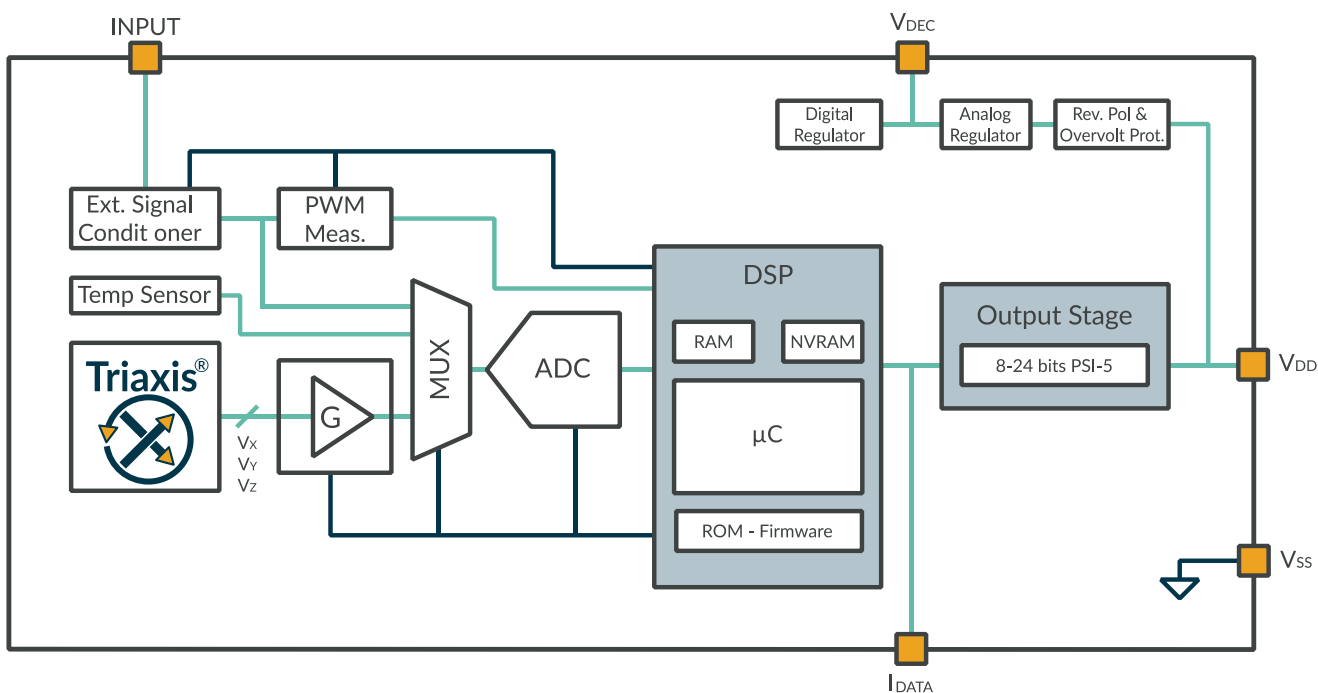 INPUT
VDEC
Digital
Regulator
Analog
Regulator
Rev. Pol &
Overvolt Prot.
Ext. Signal
Condit oner
PWM
Meas.
Temp Sensor
Triaxis®
G
VX
VY
VZ
MUX
ADC
DSP
RAM
NVRAM
µC
ROM - Firmware
Output Stage
8-24 bits PSI-5
VDD
VSS
IDATA